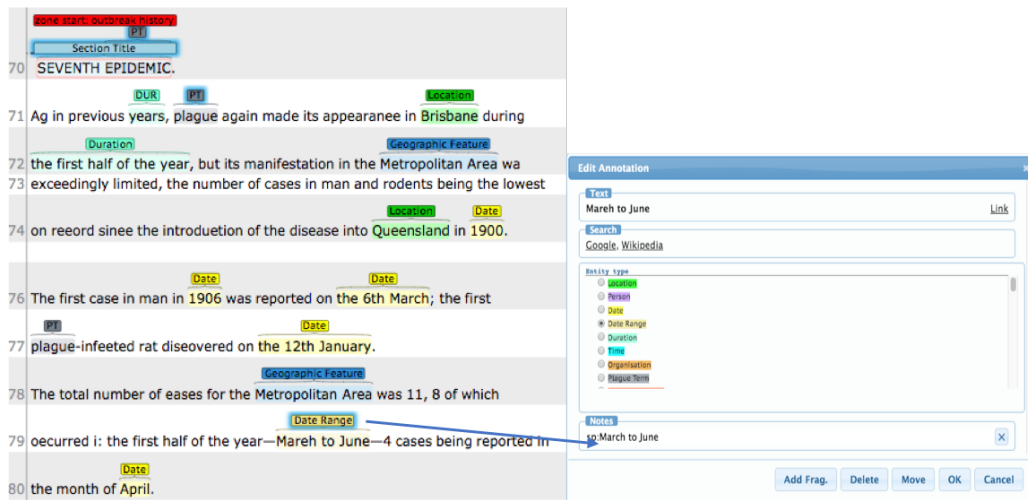 zone start: outbreak history
PT
Section Title
70 SEVENTH EPIDEMIC.
DUR PT Location
71 Ag in previous years, plague again made its appearanee in Brisbane during
Duration Geographic Feature
72 the first half of the year, but its manifestation in the Metropolitan Area wa
73 exceedingly limited, the number of cases in man and rodents being the lowest
Location Date
74 on reeord sinee the introduetion of the disease into Queensland in 1900.
Date Date
76 The first case in man in 1906 was reported on the 6th March; the first
PT Date
77 plague-infeeted rat diseovered on the 12th January.
Geographic Feature
78 The total number of eases for the Metropolitan Area was 11, 8 of which
Date Range
79 oecurred i: the first half of the year—Mareh to June—4 cases being reported in
Date
80 the month of April.
Edit Annotation
Text
Mareh to June Link
Search
Google, Wikipedia
Entity type
Location
Person
Date
Date Range
Duration
Time
Organisation
Plague Term
Notes
sp:March to June
Add Frag. Delete Move OK Cancel